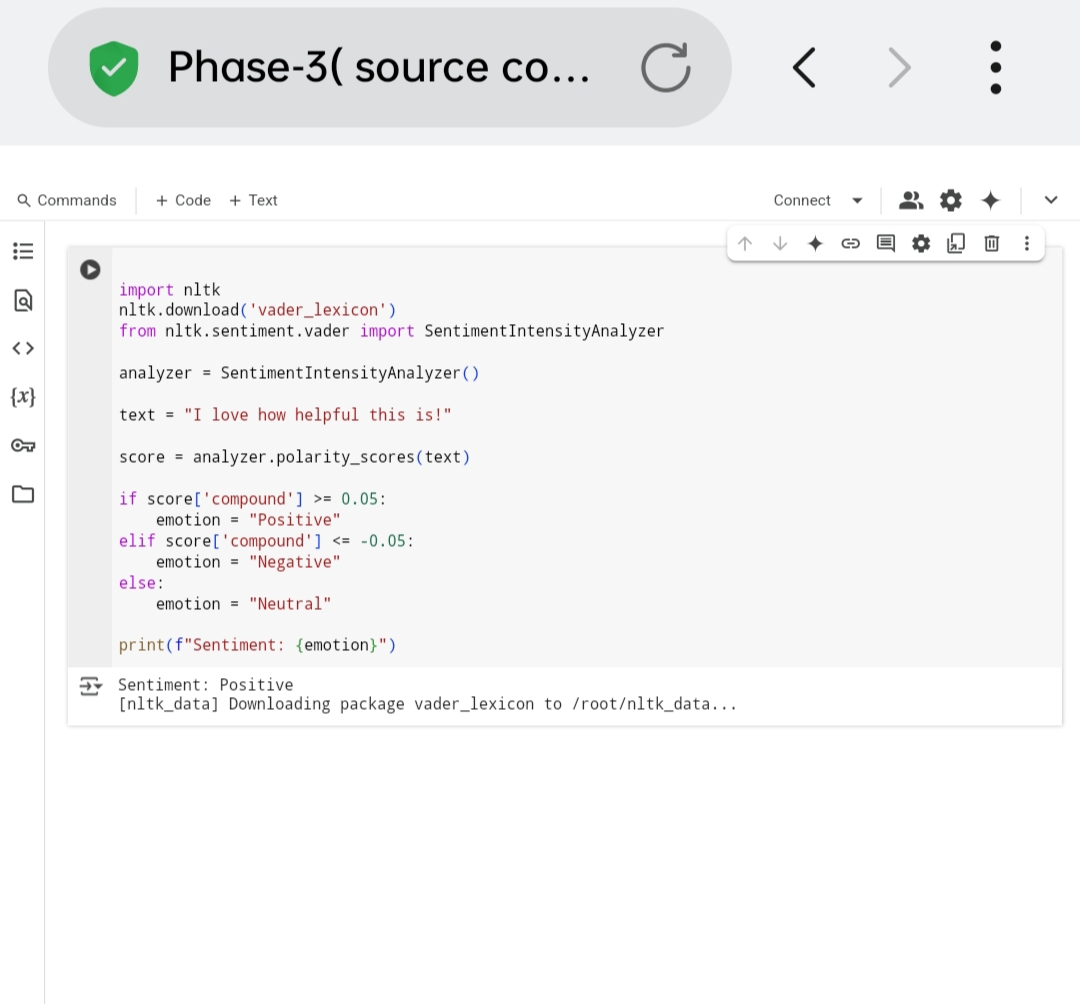 Phase-3( source co...
Commands + Code + Text Connect
import nltk
nltk.download('vader_lexicon')
from nltk.sentiment.vader import SentimentIntensityAnalyzer
analyzer = SentimentIntensityAnalyzer()
text = "I love how helpful this is!"
score = analyzer.polarity_scores(text)
if score['compound'] >= 0.05:
    emotion = "Positive"
elif score['compound'] <= -0.05:
    emotion = "Negative"
else:
    emotion = "Neutral"
print(f"Sentiment: {emotion}")
Sentiment: Positive
[nltk_data] Downloading package vader_lexicon to /root/nltk_data...
{x}